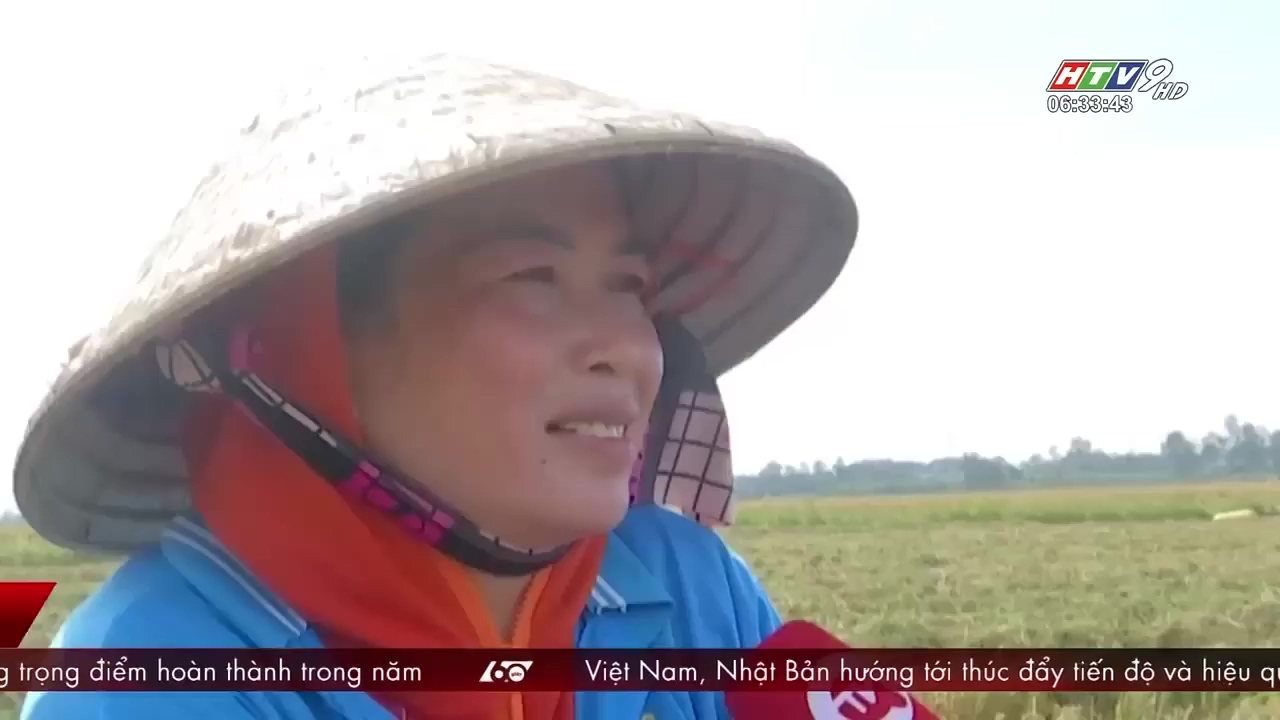 HTV9 HD
06:33:43
g trọng điểm hoàn thành trong năm 60 Việt Nam, Nhật Bản hướng tới thúc đẩy tiến độ và hiệu qu